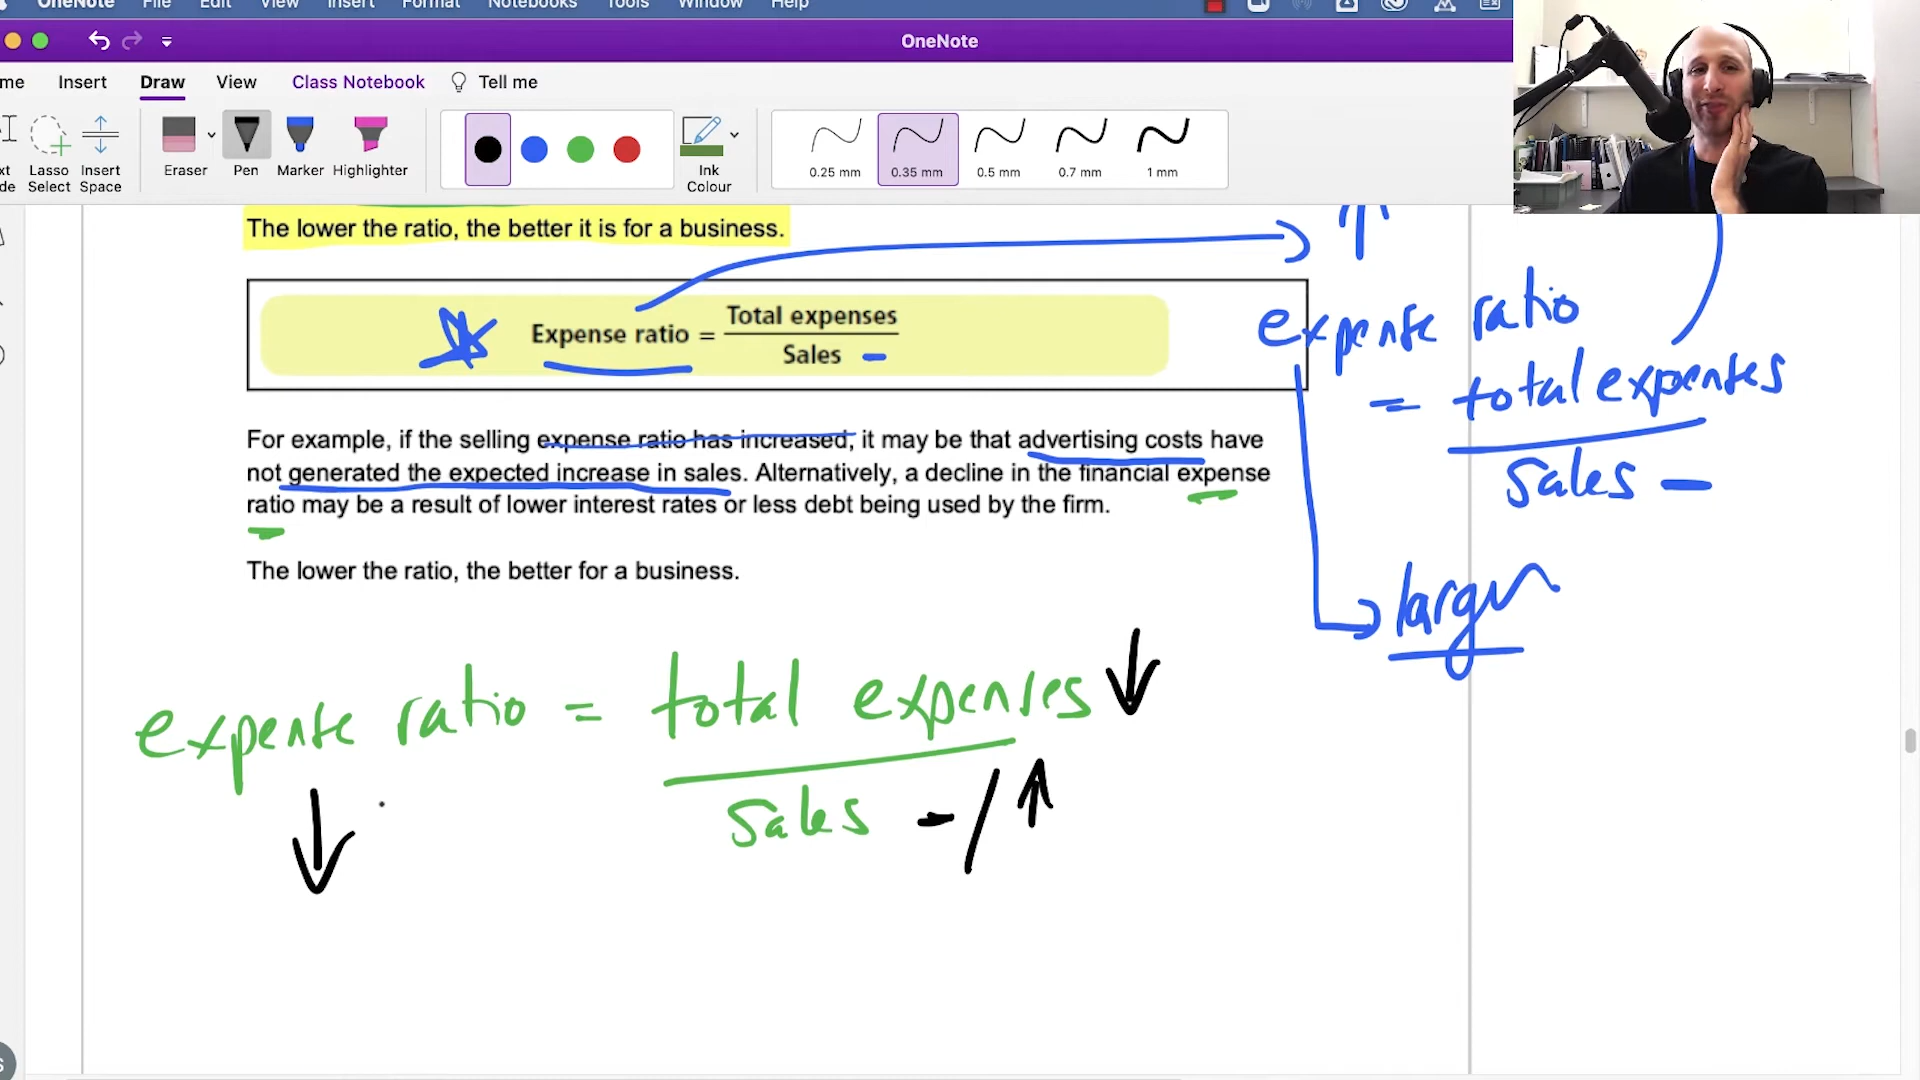 OneNote File Edit View Insert Format Notebooks Tools Window Help
OneNote
me Insert Draw View Class Notebook Tell me
Lasso Select
Insert Space
Eraser
Pen
Marker
Highlighter
Ink Colour
0.25 mm 0.35 mm 0.5 mm 0.7 mm 1 mm
The lower the ratio, the better it is for a business.
Expense ratio = Total expenses
Sales
For example, if the selling expense ratio has increased, it may be that advertising costs have
not generated the expected increase in sales. Alternatively, a decline in the financial expense
ratio may be a result of lower interest rates or less debt being used by the firm.
The lower the ratio, the better for a business.
expense ratio
= total expenses
sales -
larger
expense ratio = total expenses ↓
sales - / ↑
↓